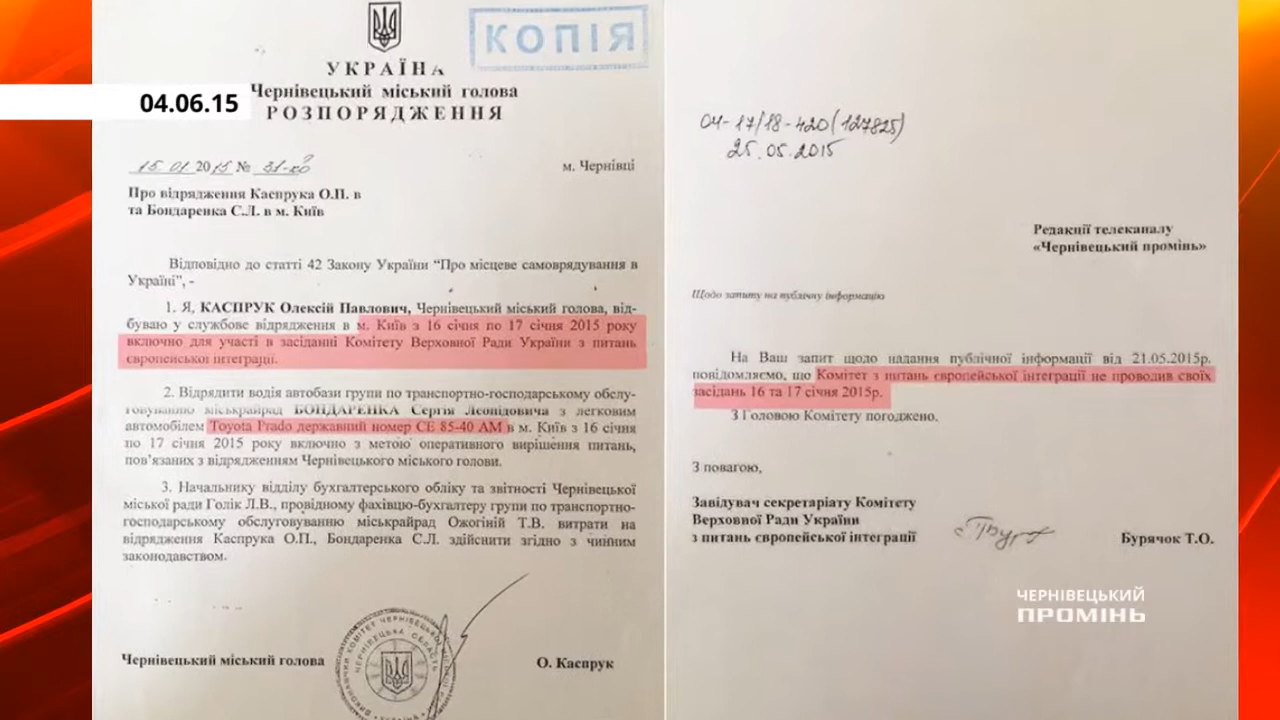 04.06.15
КОПІЯ
УКРАЇНА
Чернівецький міський голова
РОЗПОРЯДЖЕННЯ
15.01 2015 № 31-ко
м. Чернівці
Про відрядження Каспрука О.П. в
та Бондаренка С.Л. в м. Київ
Відповідно до статті 42 Закону України “Про місцеве самоврядування в
Україні”, -
1. Я, КАСПРУК Олексій Павлович, Чернівецький міський голова, від-
буваю у службове відрядження в м. Київ з 16 січня по 17 січня 2015 року
включно для участі в засіданні Комітету Верховної Ради України з питань
європейської інтеграції.
2. Відрядити водія автобази групи по транспортно-господарському обслу-
говуванню міськрайрад БОНДАРЕНКА Сергія Леонідовича з легковим
автомобілем Toyota Prado державний номер СЕ 85-40 АМ в м. Київ з 16 січня
по 17 січня 2015 року включно з метою оперативного вирішення питань,
пов’язаних з відрядженням Чернівецького міського голови.
3. Начальнику відділу бухгалтерського обліку та звітності Чернівецької
міської ради Голік Л.В., провідному фахівцю-бухгалтеру групи по транспортно-
господарському обслуговуванню міськрайрад Ожогіній Т.В. витрати на
відрядження Каспрука О.П., Бондаренка С.Л. здійснити згідно з чинним
законодавством.
Чернівецький міський голова
О. Каспрук
04-17/18-420(127825)
25.05.2015
Редакції телеканалу
«Чернівецький промінь»
Щодо запиту на публічну інформацію
На Ваш запит щодо надання публічної інформації від 21.05.2015р.
повідомляємо, що Комітет з питань європейської інтеграції не проводив своїх
засідань 16 та 17 січня 2015р.
З Головою Комітету погоджено.
З повагою,
Завідувач секретаріату Комітету
Верховної Ради України
з питань європейської інтеграції
Бурячок Т.О.
ЧЕРНІВЕЦЬКИЙ
ПРОМІНЬ